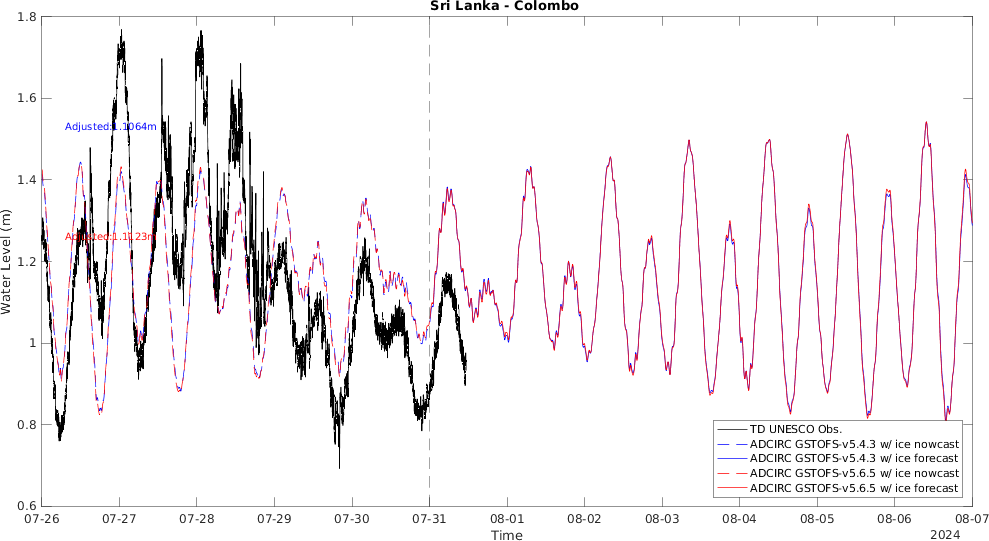 Sri Lanka - Colombo
Water Level (m)
1.8
1.6
1.4
1.2
1
0.8
0.6
Adjusted:1.1064m
TD UNESCO Obs.
ADCIRC GSTOFS-v5.4.3 w/ ice nowcast
ADCIRC GSTOFS-v5.4.3 w/ ice forecast
ADCIRC GSTOFS-v5.6.5 w/ ice nowcast
ADCIRC GSTOFS-v5.6.5 w/ ice forecast
07-26 07-27 07-28 07-29 07-30 07-31 08-01 08-02 08-03 08-04 08-05 08-06 08-07
Time
2024